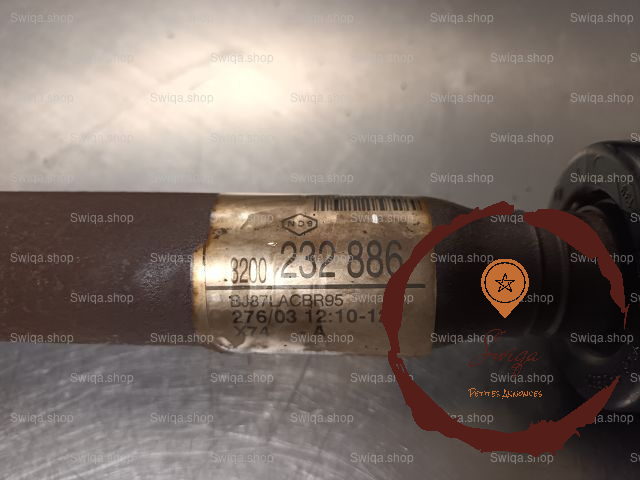 8200 232 886
BJ87LACBR95
276/03 12:10-12
X74 A
Swiqa
PETITES ANNONCES
Swiqa.shop